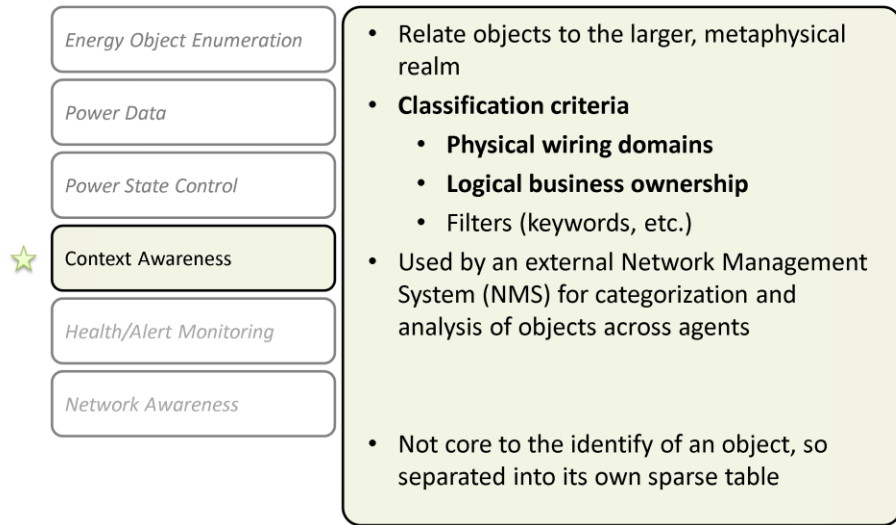 Energy Object Enumeration
Power Data
Power State Control
Context Awareness
Health/Alert Monitoring
Network Awareness
• Relate objects to the larger, metaphysical
realm
• Classification criteria
• Physical wiring domains
• Logical business ownership
• Filters (keywords, etc.)
• Used by an external Network Management
System (NMS) for categorization and
analysis of objects across agents
• Not core to the identify of an object, so
separated into its own sparse table